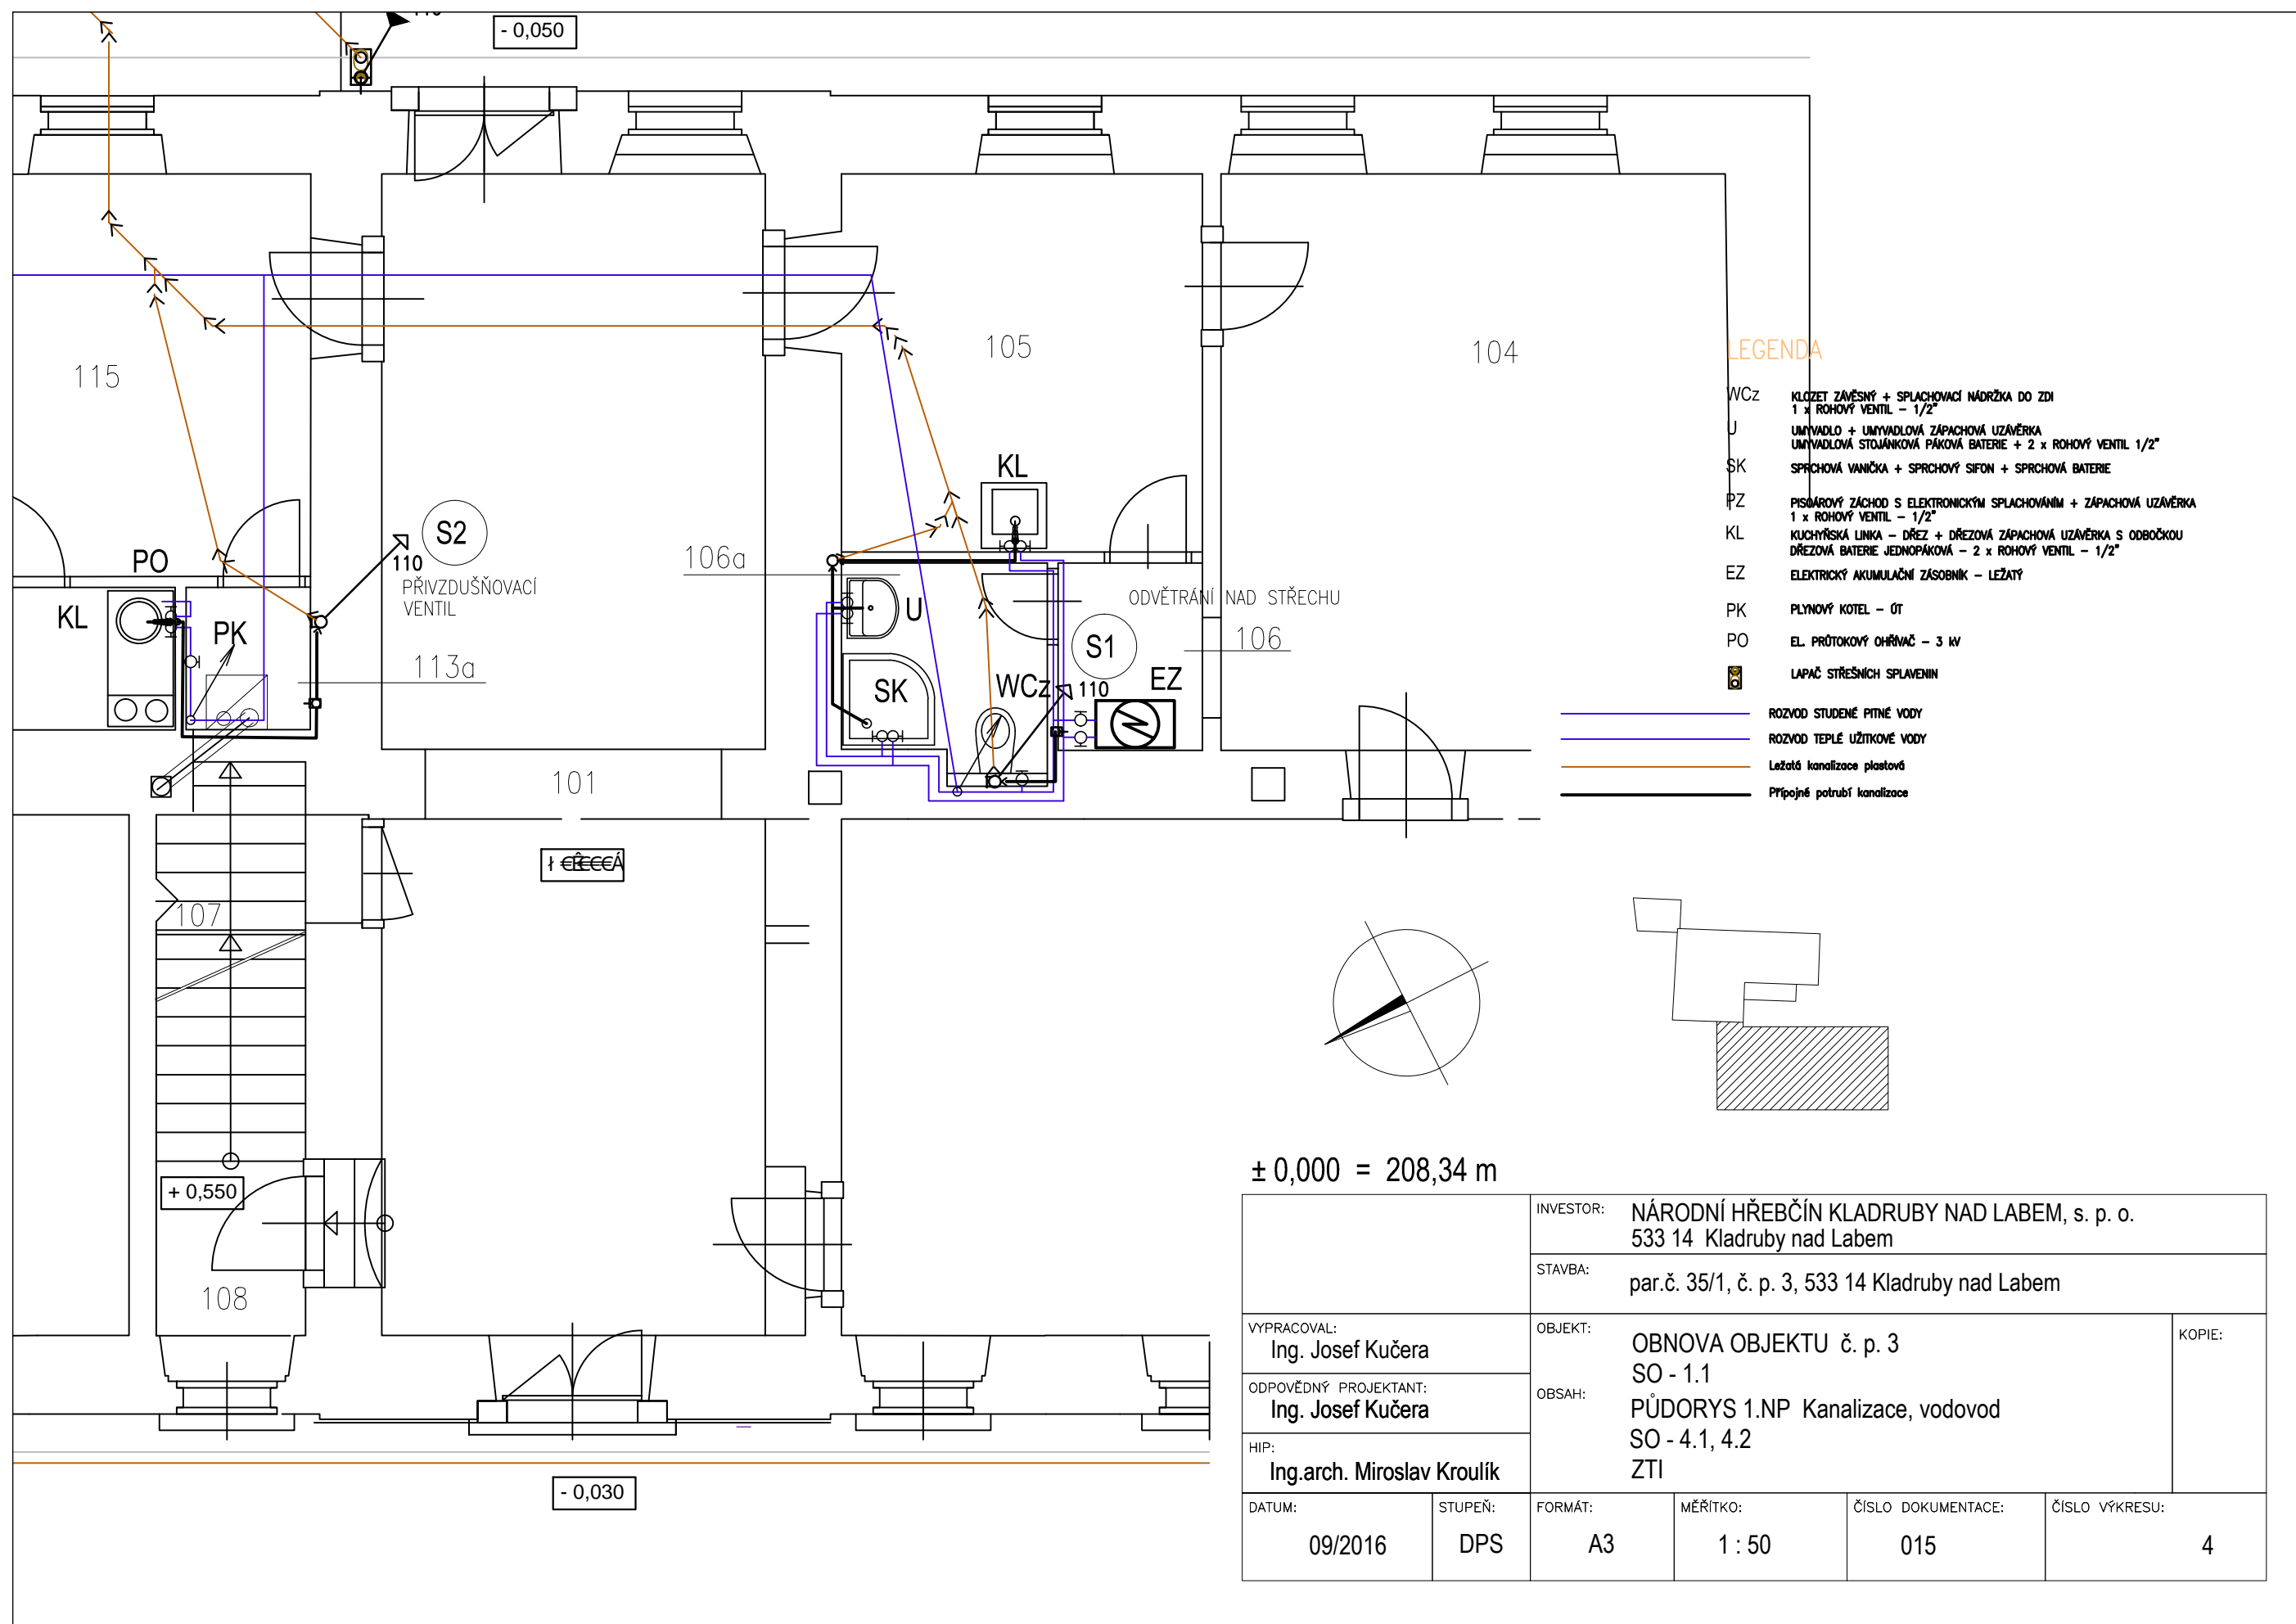 - 0,050
115
105
104
KL
S2
PO
110
PŘIVZDUŠŇOVACÍ
VENTIL
106a
KL
PK
U
ODVĚTRÁNÍ NAD STŘECHU
S1
106
113a
SK
WCz
110
EZ
101
107
+ 0,550
108
- 0,030
LEGENDA
WCz KLOZET ZÁVĚSNÝ + SPLACHOVACÍ NÁDRŽKA DO ZDI
1 x ROHOVÝ VENTIL - 1/2"
U UMYVADLO + UMYVADLOVÁ ZÁPACHOVÁ UZÁVĚRKA
UMYVADLOVÁ STOJÁNKOVÁ PÁKOVÁ BATERIE + 2 x ROHOVÝ VENTIL 1/2"
SK SPRCHOVÁ VANIČKA + SPRCHOVÝ SIFON + SPRCHOVÁ BATERIE
PZ PISOÁROVÝ ZÁCHOD S ELEKTRONICKÝM SPLACHOVÁNÍM + ZÁPACHOVÁ UZÁVĚRKA
1 x ROHOVÝ VENTIL - 1/2"
KL KUCHYŇSKÁ LINKA - DŘEZ + DŘEZOVÁ ZÁPACHOVÁ UZÁVĚRKA S ODBOČKOU
DŘEZOVÁ BATERIE JEDNOPÁKOVÁ - 2 x ROHOVÝ VENTIL - 1/2"
EZ ELEKTRICKÝ AKUMULAČNÍ ZÁSOBNÍK - LEŽATÝ
PK PLYNOVÝ KOTEL - ÚT
PO EL. PRŮTOKOVÝ OHŘÍVAČ - 3 kV
LAPAČ STŘEŠNÍCH SPLAVENIN
ROZVOD STUDENÉ PITNÉ VODY
ROZVOD TEPLÉ UŽITKOVÉ VODY
Ležatá kanalizace plastová
Přípojné potrubí kanalizace
± 0,000 = 208,34 m
INVESTOR: NÁRODNÍ HŘEBČÍN KLADRUBY NAD LABEM, s. p. o.
533 14 Kladruby nad Labem
STAVBA: par.č. 35/1, č. p. 3, 533 14 Kladruby nad Labem
VYPRACOVAL:
Ing. Josef Kučera
ODPOVĚDNÝ PROJEKTANT:
Ing. Josef Kučera
HIP:
Ing.arch. Miroslav Kroulík
OBJEKT: OBNOVA OBJEKTU č. p. 3
SO - 1.1
OBSAH: PŮDORYS 1.NP Kanalizace, vodovod
SO - 4.1, 4.2
ZTI
KOPIE:
DATUM: 09/2016
STUPEŇ: DPS
FORMÁT: A3
MĚŘÍTKO: 1 : 50
ČÍSLO DOKUMENTACE: 015
ČÍSLO VÝKRESU: 4